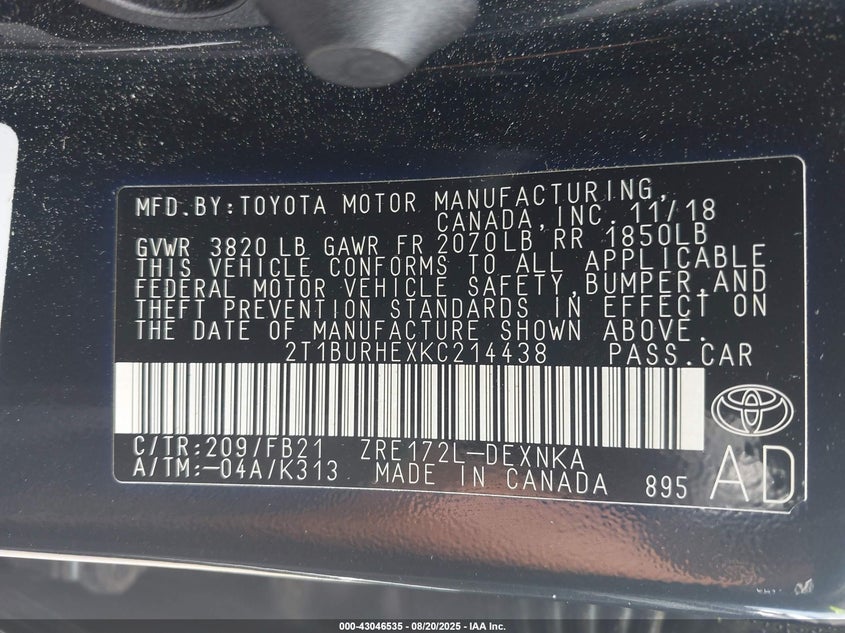 MFD.BY:TOYOTA MOTOR MANUFACTURING,
CANADA,INC. 11/18
GVWR 3820 LB GAWR FR 2070LB RR 1850LB
THIS VEHICLE CONFORMS TO ALL APPLICABLE
FEDERAL MOTOR VEHICLE SAFETY,BUMPER,AND
THEFT PREVENTION STANDARDS IN EFFECT ON
THE DATE OF MANUFACTURE SHOWN ABOVE.
2T1BURHEXKC214438 PASS.CAR
C/TR:209/FB21 ZRE172L-DEXNKA
A/TM:-04A/K313 MADE IN CANADA 895 AD
000-43046535 - 08/20/2025 - IAA Inc.